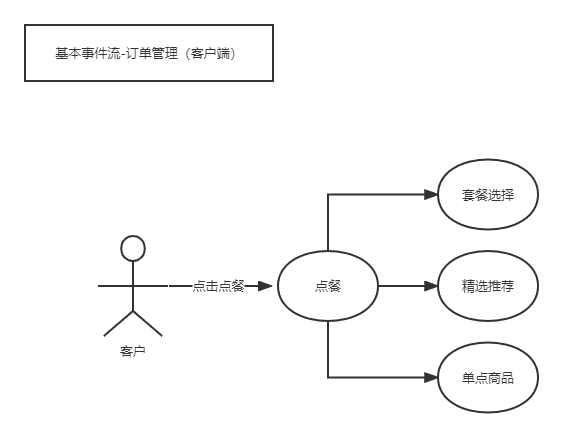 基本事件流-订单管理（客户端）
套餐选择
点击点餐
点餐
精选推荐
客户
单点商品